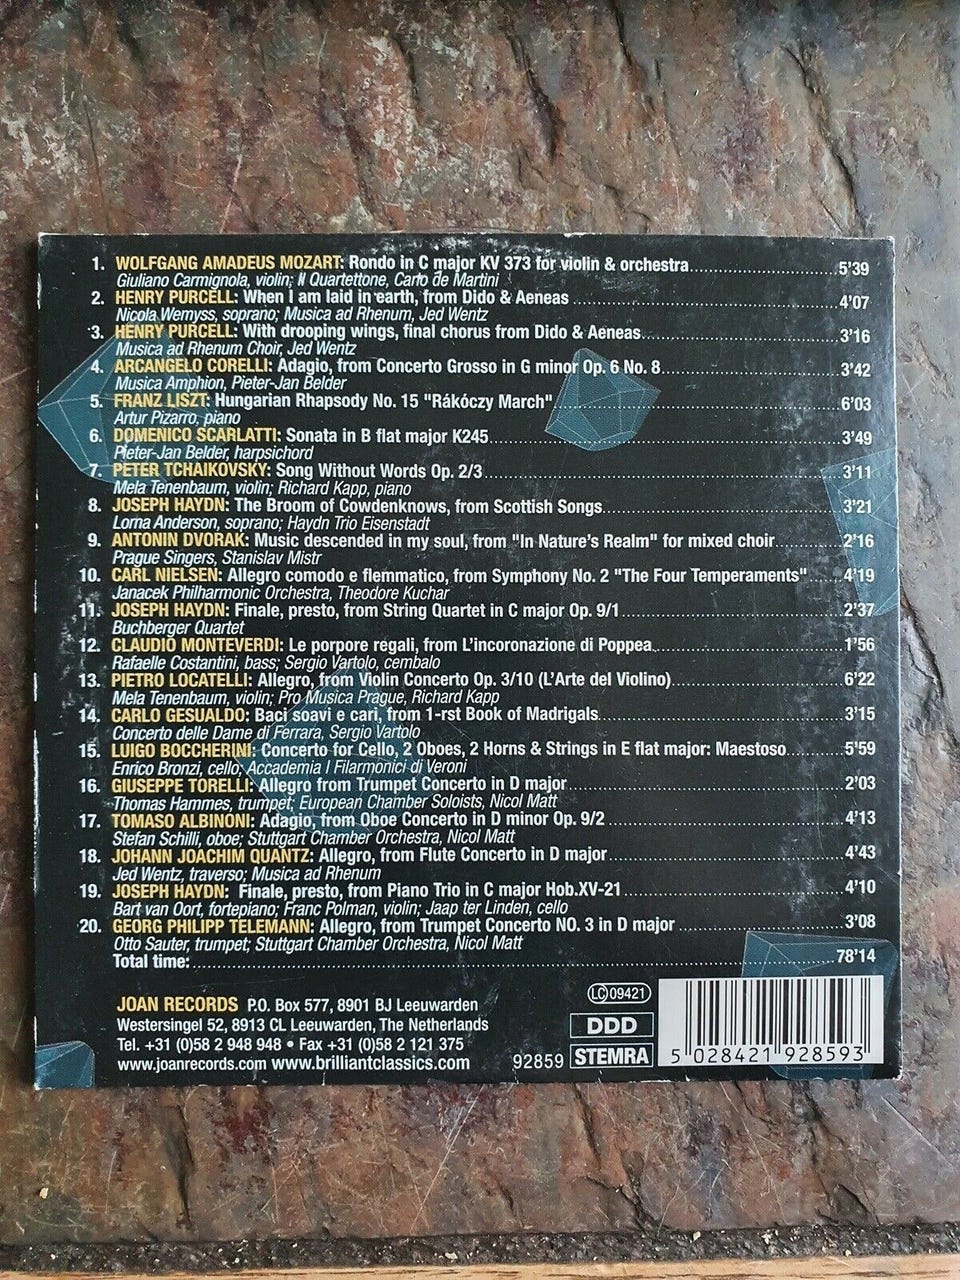 1. WOLFGANG AMADEUS MOZART: Rondo in C major KV 373 for violin & orchestra 5'39
Giuliano Carmignola, violin; Il Quartettone, Carlo de Martini
2. HENRY PURCELL: When I am laid in earth, from Dido & Aeneas 4'07
Nicola Wemyss, soprano; Musica ad Rhenum, Jed Wentz
3. HENRY PURCELL: With drooping wings, final chorus from Dido & Aeneas 3'16
Musica ad Rhenum Choir, Jed Wentz
4. ARCANGELO CORELLI: Adagio, from Concerto Grosso in G minor Op. 6 No. 8 3'42
Musica Amphion, Pieter-Jan Belder
5. FRANZ LISZT: Hungarian Rhapsody No. 15 "Rákóczy March" 6'03
Artur Pizarro, piano
6. DOMENICO SCARLATTI: Sonata in B flat major K245 3'49
Pieter-Jan Belder, harpsichord
7. PETER TCHAIKOVSKY: Song Without Words Op. 2/3 3'11
Mela Tenenbaum, violin; Richard Kapp, piano
8. JOSEPH HAYDN: The Broom of Cowdenknows, from Scottish Songs 3'21
Lorna Anderson, soprano; Haydn Trio Eisenstadt
9. ANTONIN DVORAK: Music descended in my soul, from "In Nature's Realm" for mixed choir 2'16
Prague Singers, Stanislav Mistr
10. CARL NIELSEN: Allegro comodo e flemmatico, from Symphony No. 2 "The Four Temperaments" 4'19
Janacek Philharmonic Orchestra, Theodore Kuchar
11. JOSEPH HAYDN: Finale, presto, from String Quartet in C major Op. 9/1 2'37
Buchberger Quartet
12. CLAUDIO MONTEVERDI: Le porpore regali, from L'incoronazione di Poppea 1'56
Rafaelle Costantini, bass; Sergio Vartolo, cembalo
13. PIETRO LOCATELLI: Allegro, from Violin Concerto Op. 3/10 (L'Arte del Violino) 6'22
Mela Tenenbaum, violin; Pro Musica Prague, Richard Kapp
14. CARLO GESUALDO: Baci soavi e cari, from 1-rst Book of Madrigals 3'15
Concerto delle Dame di Ferrara, Sergio Vartolo
15. LUIGO BOCCHERINI: Concerto for Cello, 2 Oboes, 2 Horns & Strings in E flat major: Maestoso 5'59
Enrico Bronzi, cello; Accademia I Filarmonici di Veroni
16. GIUSEPPE TORELLI: Allegro from Trumpet Concerto in D major 2'03
Thomas Hammes, trumpet; European Chamber Soloists, Nicol Matt
17. TOMASO ALBINONI: Adagio, from Oboe Concerto in D minor Op. 9/2 4'13
Stefan Schilli, oboe; Stuttgart Chamber Orchestra, Nicol Matt
18. JOHANN JOACHIM QUANTZ: Allegro, from Flute Concerto in D major 4'43
Jed Wentz, traverso; Musica ad Rhenum
19. JOSEPH HAYDN: Finale, presto, from Piano Trio in C major Hob.XV-21 4'10
Bart van Oort, fortepiano; Franc Polman, violin; Jaap ter Linden, cello
20. GEORG PHILIPP TELEMANN: Allegro, from Trumpet Concerto NO. 3 in D major 3'08
Otto Sauter, trumpet; Stuttgart Chamber Orchestra, Nicol Matt
Total time: 78'14
JOAN RECORDS P.O. Box 577, 8901 BJ Leeuwarden
Westersingel 52, 8913 CL Leeuwarden, The Netherlands
Tel. +31 (0)58 2 948 948 • Fax +31 (0)58 2 121 375
www.joanrecords.com www.brilliantclassics.com
92859
LC 09421
DDD
STEMRA
5 028421 928593